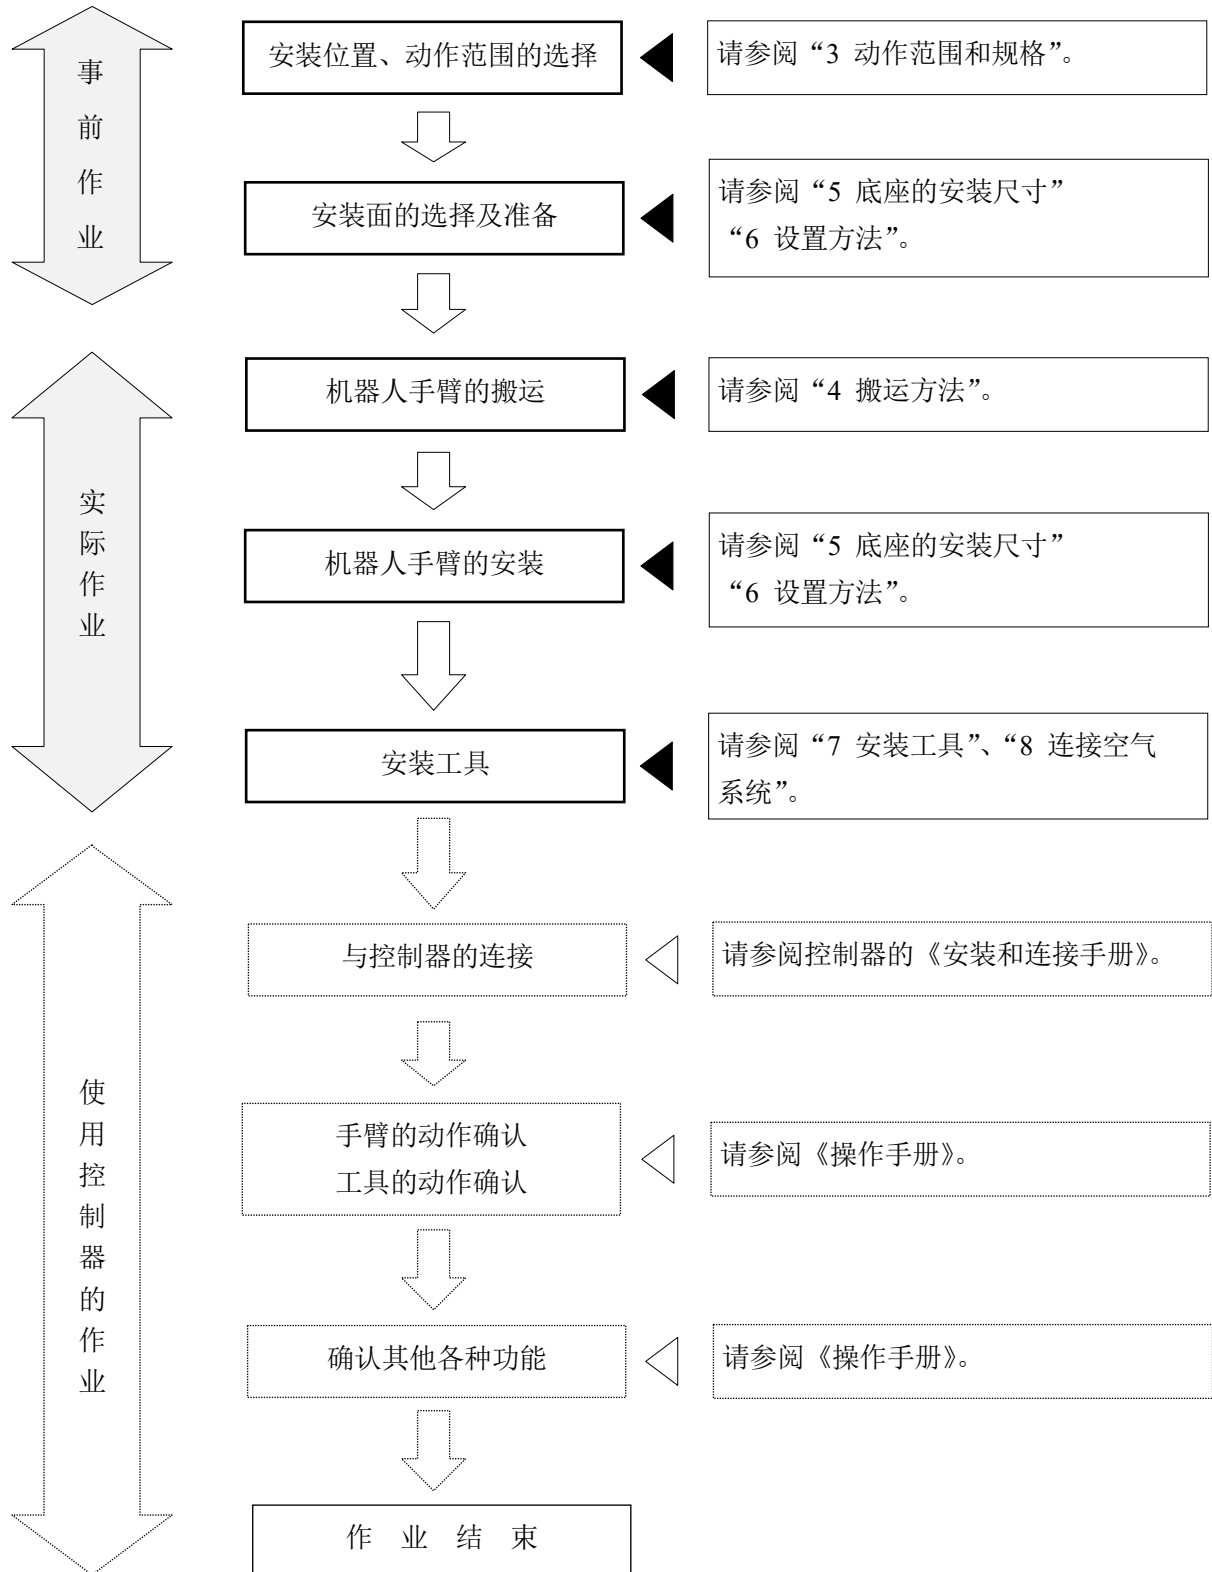 事前作业
安装位置、动作范围的选择
请参阅“3 动作范围和规格”。
安装面的选择及准备
请参阅“5 底座的安装尺寸”
“6 设置方法”。
实际作业
机器人手臂的搬运
请参阅“4 搬运方法”。
机器人手臂的安装
请参阅“5 底座的安装尺寸”
“6 设置方法”。
安装工具
请参阅“7 安装工具”、“8 连接空气
系统”。
使用控制器的作业
与控制器的连接
请参阅控制器的《安装和连接手册》。
手臂的动作确认
工具的动作确认
请参阅《操作手册》。
确认其他各种功能
请参阅《操作手册》。
作 业 结 束